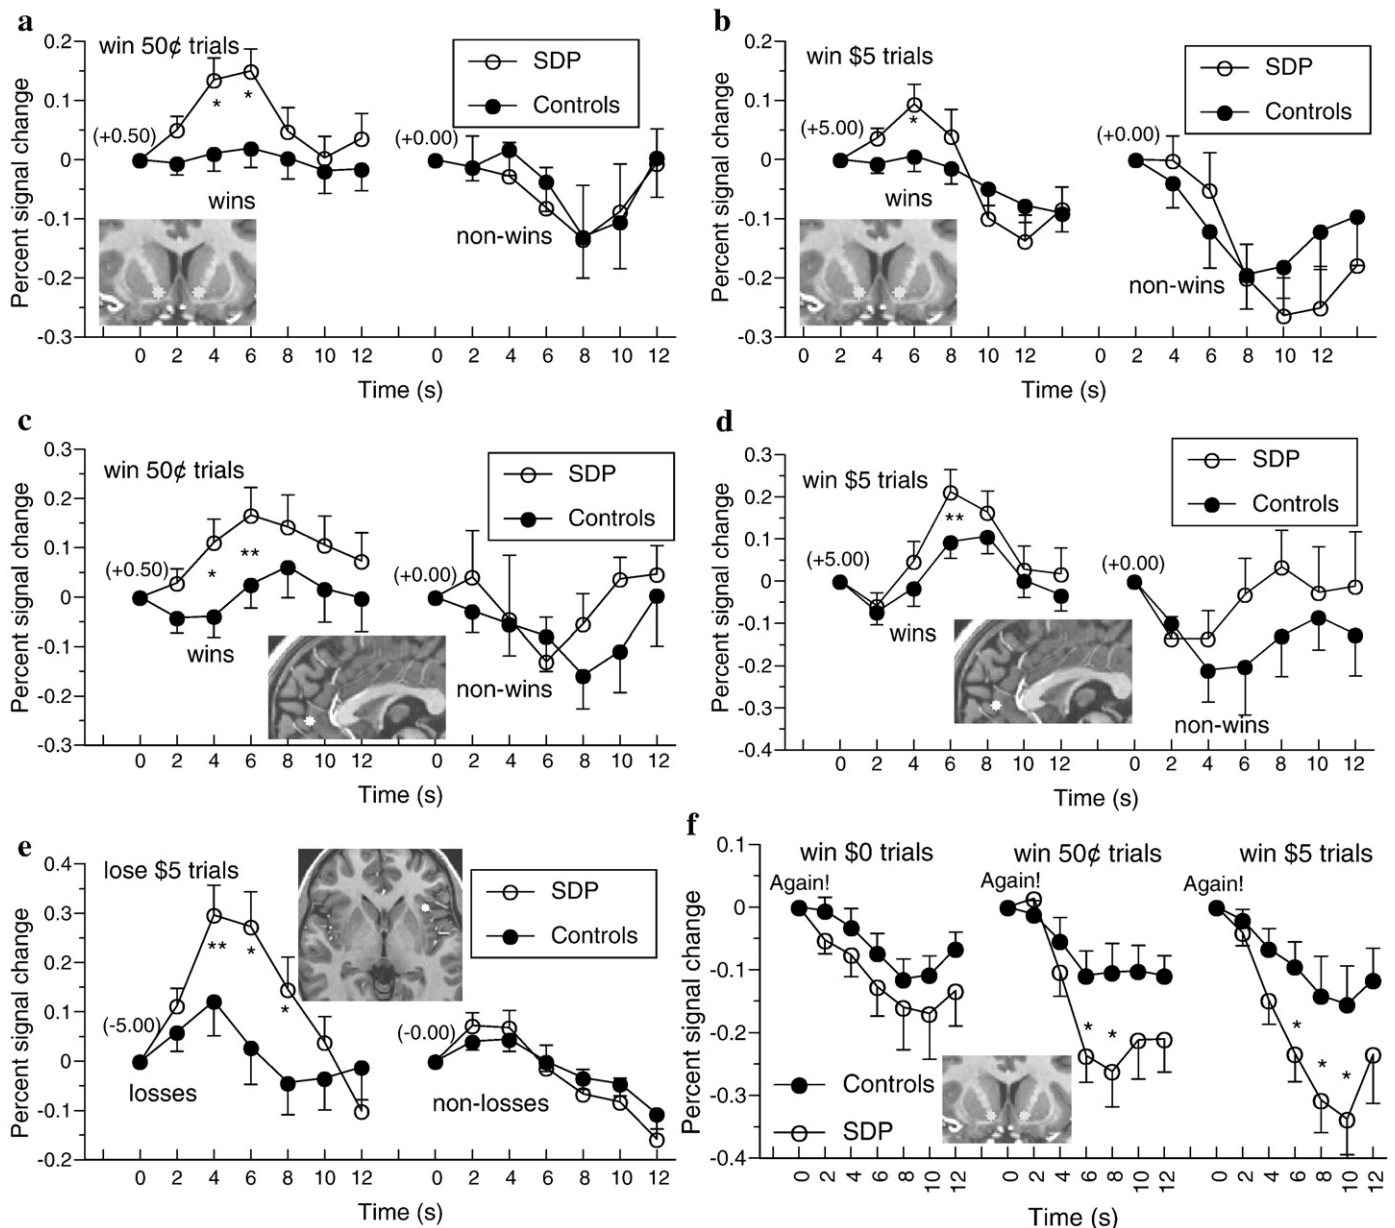 a
win 50¢ trials
SDP
Controls
(+0.50)
(+0.00)
*
*
wins
non-wins
Percent signal change
0.2
0.1
0
-0.1
-0.2
-0.3
0 2 4 6 8 10 12 0 2 4 6 8 10 12
Time (s)
b
win $5 trials
SDP
Controls
(+5.00)
(+0.00)
*
wins
non-wins
Percent signal change
0.2
0.1
0
-0.1
-0.2
-0.3
0 2 4 6 8 10 12 0 2 4 6 8 10 12
Time (s)
c
win 50¢ trials
SDP
Controls
(+0.50)
(+0.00)
*
**
wins
non-wins
Percent signal change
0.3
0.2
0.1
0
-0.1
-0.2
-0.3
0 2 4 6 8 10 12 0 2 4 6 8 10 12
Time (s)
d
win $5 trials
SDP
Controls
(+5.00)
(+0.00)
**
wins
non-wins
Percent signal change
0.3
0.2
0.1
0
-0.1
-0.2
-0.3
-0.4
0 2 4 6 8 10 12 0 2 4 6 8 10 12
Time (s)
e
lose $5 trials
SDP
Controls
(-5.00)
(-0.00)
**
*
*
losses
non-losses
Percent signal change
0.4
0.3
0.2
0.1
0
-0.1
-0.2
0 2 4 6 8 10 12 0 2 4 6 8 10 12
Time (s)
f
win $0 trials
win 50¢ trials
win $5 trials
Again!
Again!
Again!
* *
* * *
Controls
SDP
Percent signal change
0.1
0
-0.1
-0.2
-0.3
-0.4
0 2 4 6 8 10 12 0 2 4 6 8 10 12 0 2 4 6 8 10 12
Time (s)